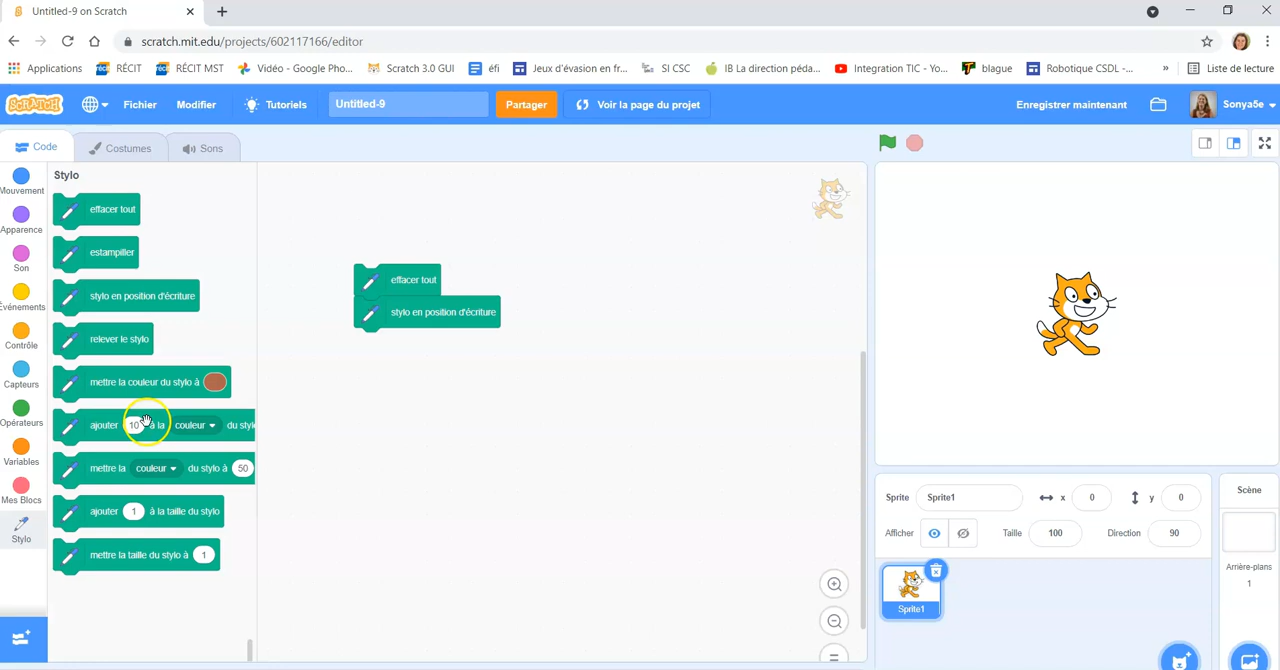 Untitled-9 on Scratch
scratch.mit.edu/projects/602117166/editor
Applications RÉCIT RÉCIT MST Vidéo - Google Pho... Scratch 3.0 GUI éfi Jeux d'évasion en fr... SI CSC IB La direction péda... Integration TIC - Yo... blague Robotique CSDL -... » Liste de lecture
SCRATCH Fichier Modifier Tutoriels Untitled-9 Partager Voir la page du projet Enregistrer maintenant Sonya5e
Code Costumes Sons
Mouvement
Apparence
Son
Événements
Contrôle
Capteurs
Opérateurs
Variables
Mes Blocs
Stylo
Stylo
effacer tout
estampiller
stylo en position d'écriture
relever le stylo
mettre la couleur du stylo à
ajouter 10 à la couleur du stylo
mettre la couleur du stylo à 50
ajouter 1 à la taille du stylo
mettre la taille du stylo à 1
effacer tout
stylo en position d'écriture
Sprite Sprite1 x 0 y 0
Afficher Taille 100 Direction 90
Sprite1
Scène
Arrière-plans
1